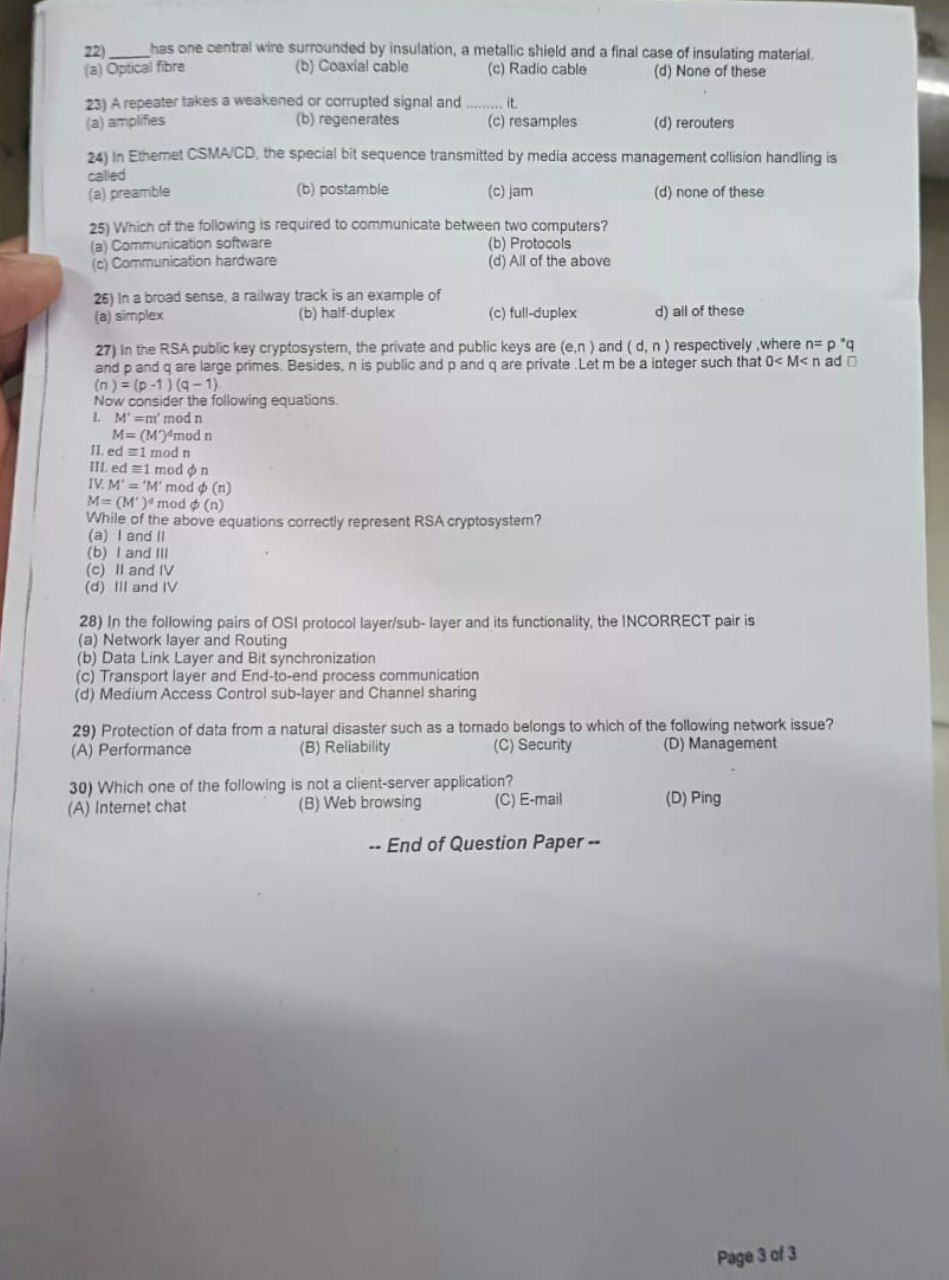 22) _____ has one central wire surrounded by insulation, a metallic shield and a final case of insulating material.
(a) Optical fibre (b) Coaxial cable (c) Radio cable (d) None of these
23) A repeater takes a weakened or corrupted signal and ......... it.
(a) amplifies (b) regenerates (c) resamples (d) rerouters
24) In Ethernet CSMA/CD, the special bit sequence transmitted by media access management collision handling is
called
(a) preamble (b) postamble (c) jam (d) none of these
25) Which of the following is required to communicate between two computers?
(a) Communication software (b) Protocols
(c) Communication hardware (d) All of the above
26) In a broad sense, a railway track is an example of
(a) simplex (b) half-duplex (c) full-duplex d) all of these
27) In the RSA public key cryptosystem, the private and public keys are (e,n ) and ( d, n ) respectively ,where n= p *q
and p and q are large primes. Besides, n is public and p and q are private .Let m be a integer such that 0< M< n ad □
(n ) = (p -1 ) (q – 1).
Now consider the following equations.
I. M' =m' mod n
M= (M')ᵈmod n
II. ed ≡1 mod n
III. ed ≡1 mod ϕ n
IV. M' = 'M' mod ϕ (n)
M= (M' )ᵈ mod ϕ (n)
While of the above equations correctly represent RSA cryptosystem?
(a) I and II
(b) I and III
(c) II and IV
(d) III and IV
28) In the following pairs of OSI protocol layer/sub- layer and its functionality, the INCORRECT pair is
(a) Network layer and Routing
(b) Data Link Layer and Bit synchronization
(c) Transport layer and End-to-end process communication
(d) Medium Access Control sub-layer and Channel sharing
29) Protection of data from a natural disaster such as a tornado belongs to which of the following network issue?
(A) Performance (B) Reliability (C) Security (D) Management
30) Which one of the following is not a client-server application?
(A) Internet chat (B) Web browsing (C) E-mail (D) Ping
-- End of Question Paper --
Page 3 of 3